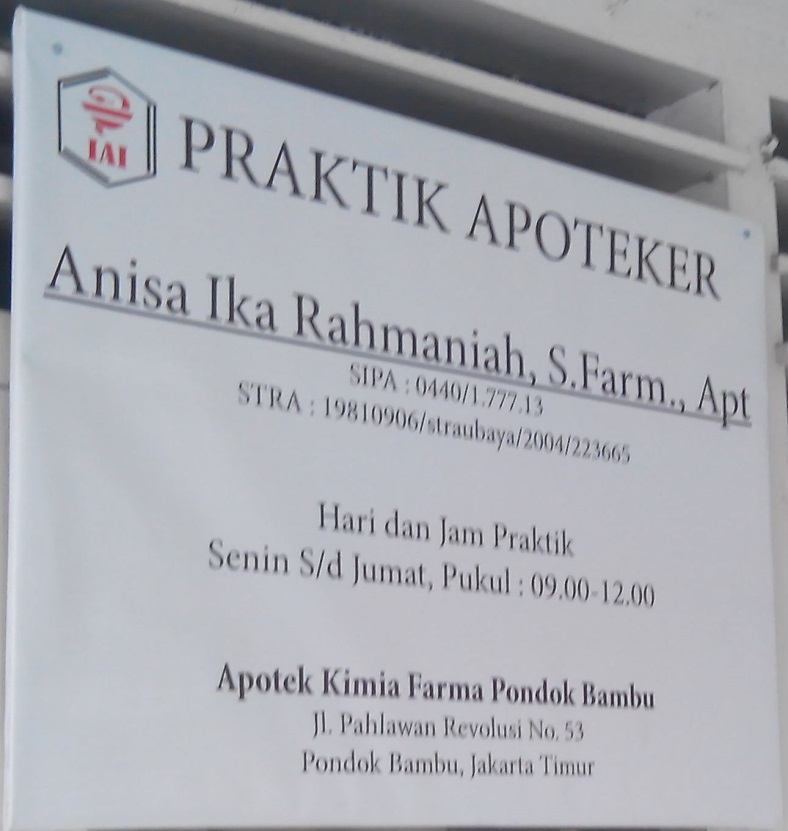 IAI
PRAKTIK APOTEKER
Anisa Ika Rahmaniah, S.Farm., Apt
SIPA : 0440/1.777.13
STRA : 19810906/straubaya/2004/223665
Hari dan Jam Praktik
Senin S/d Jumat, Pukul : 09.00-12.00
Apotek Kimia Farma Pondok Bambu
Jl. Pahlawan Revolusi No. 53
Pondok Bambu, Jakarta Timur